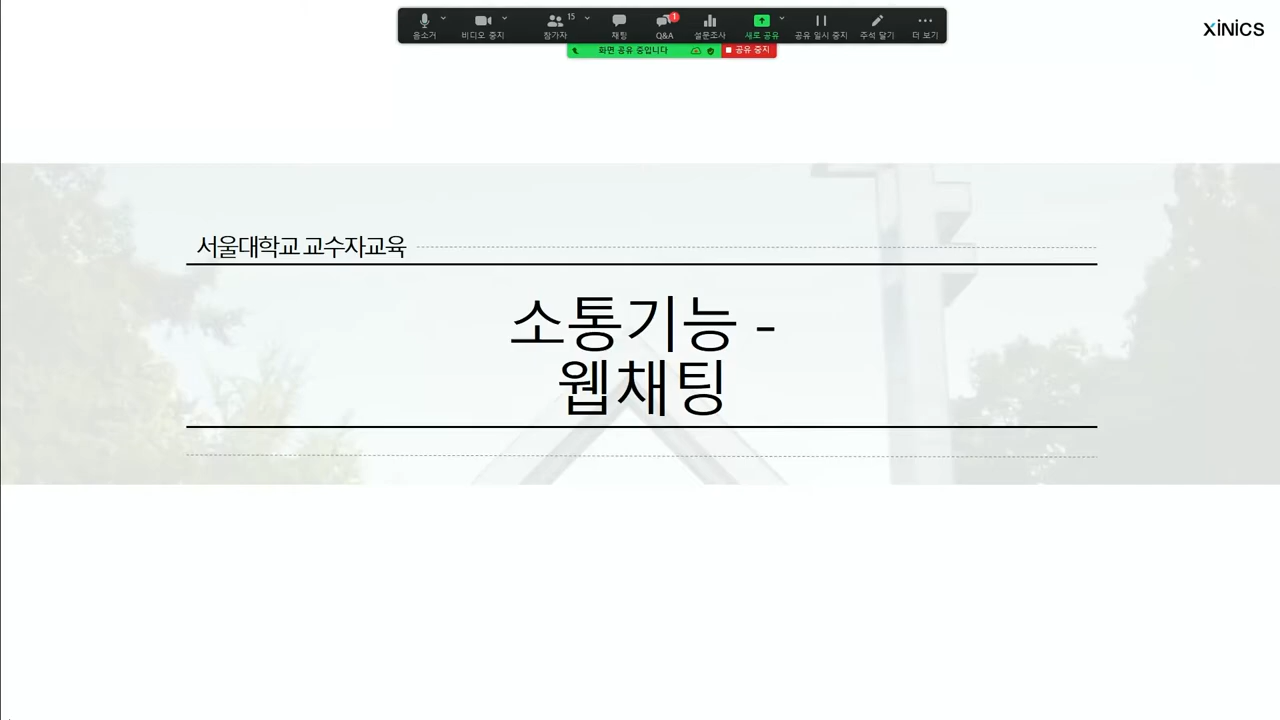 음소거
비디오 중지
참가자
15
채팅
Q&A
1
설문조사
새로 공유
공유 일시 중지
주석 달기
더 보기
화면 공유 중입니다
공유 중지
XINICS
서울대학교 교수자교육
소통기능 -
웹채팅